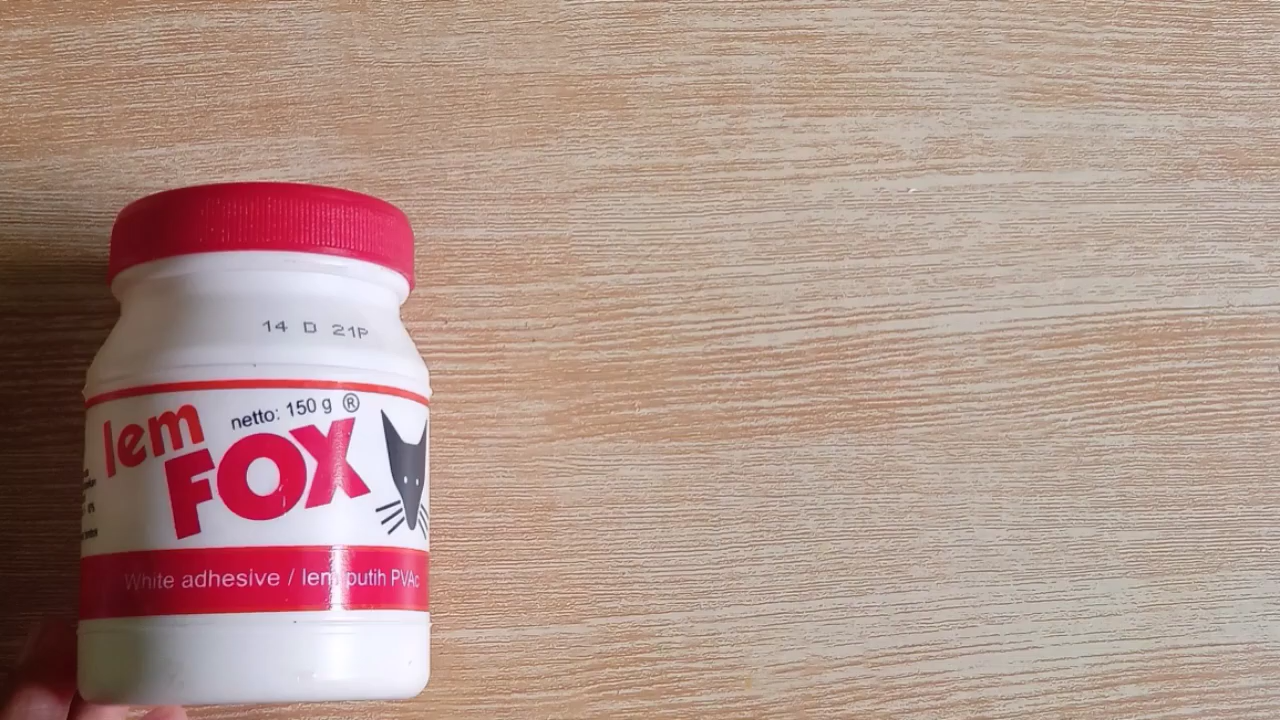 14 D 21P
lem
netto: 150 g ®
FOX
White adhesive / lem putih PVAc